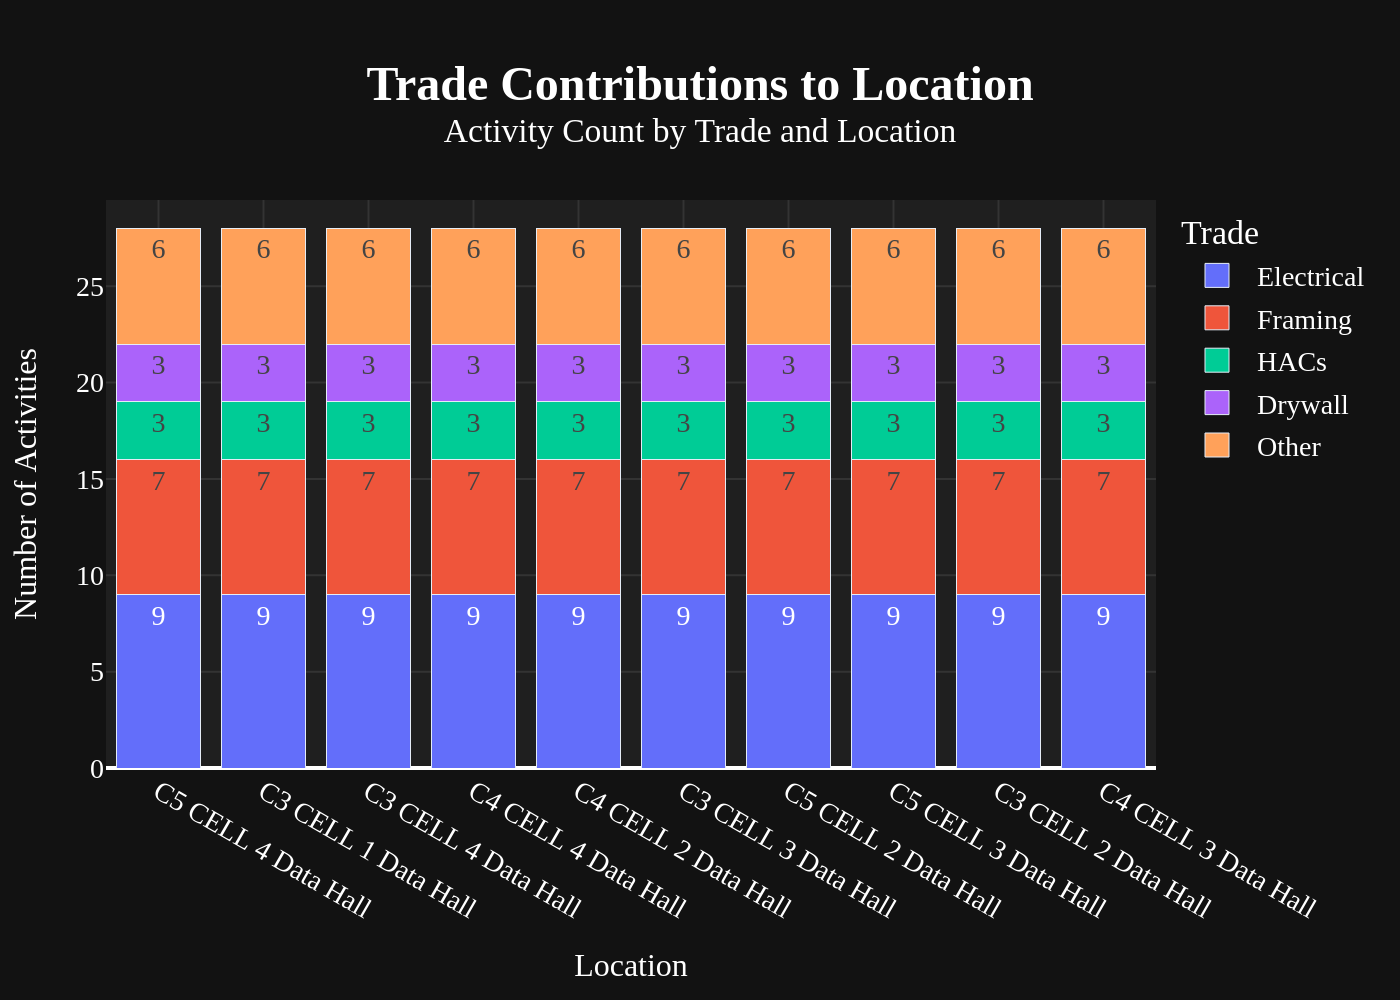 Trade Contributions to Location
Activity Count by Trade and Location
Number of Activities
25
20
15
10
5
0
6 6 6 6 6 6 6 6 6 6
3 3 3 3 3 3 3 3 3 3
3 3 3 3 3 3 3 3 3 3
7 7 7 7 7 7 7 7 7 7
9 9 9 9 9 9 9 9 9 9
C5 CELL 4 Data Hall
C3 CELL 1 Data Hall
C3 CELL 4 Data Hall
C4 CELL 4 Data Hall
C4 CELL 2 Data Hall
C3 CELL 3 Data Hall
C5 CELL 2 Data Hall
C5 CELL 3 Data Hall
C3 CELL 2 Data Hall
C4 CELL 3 Data Hall
Location
Trade
Electrical
Framing
HACs
Drywall
Other